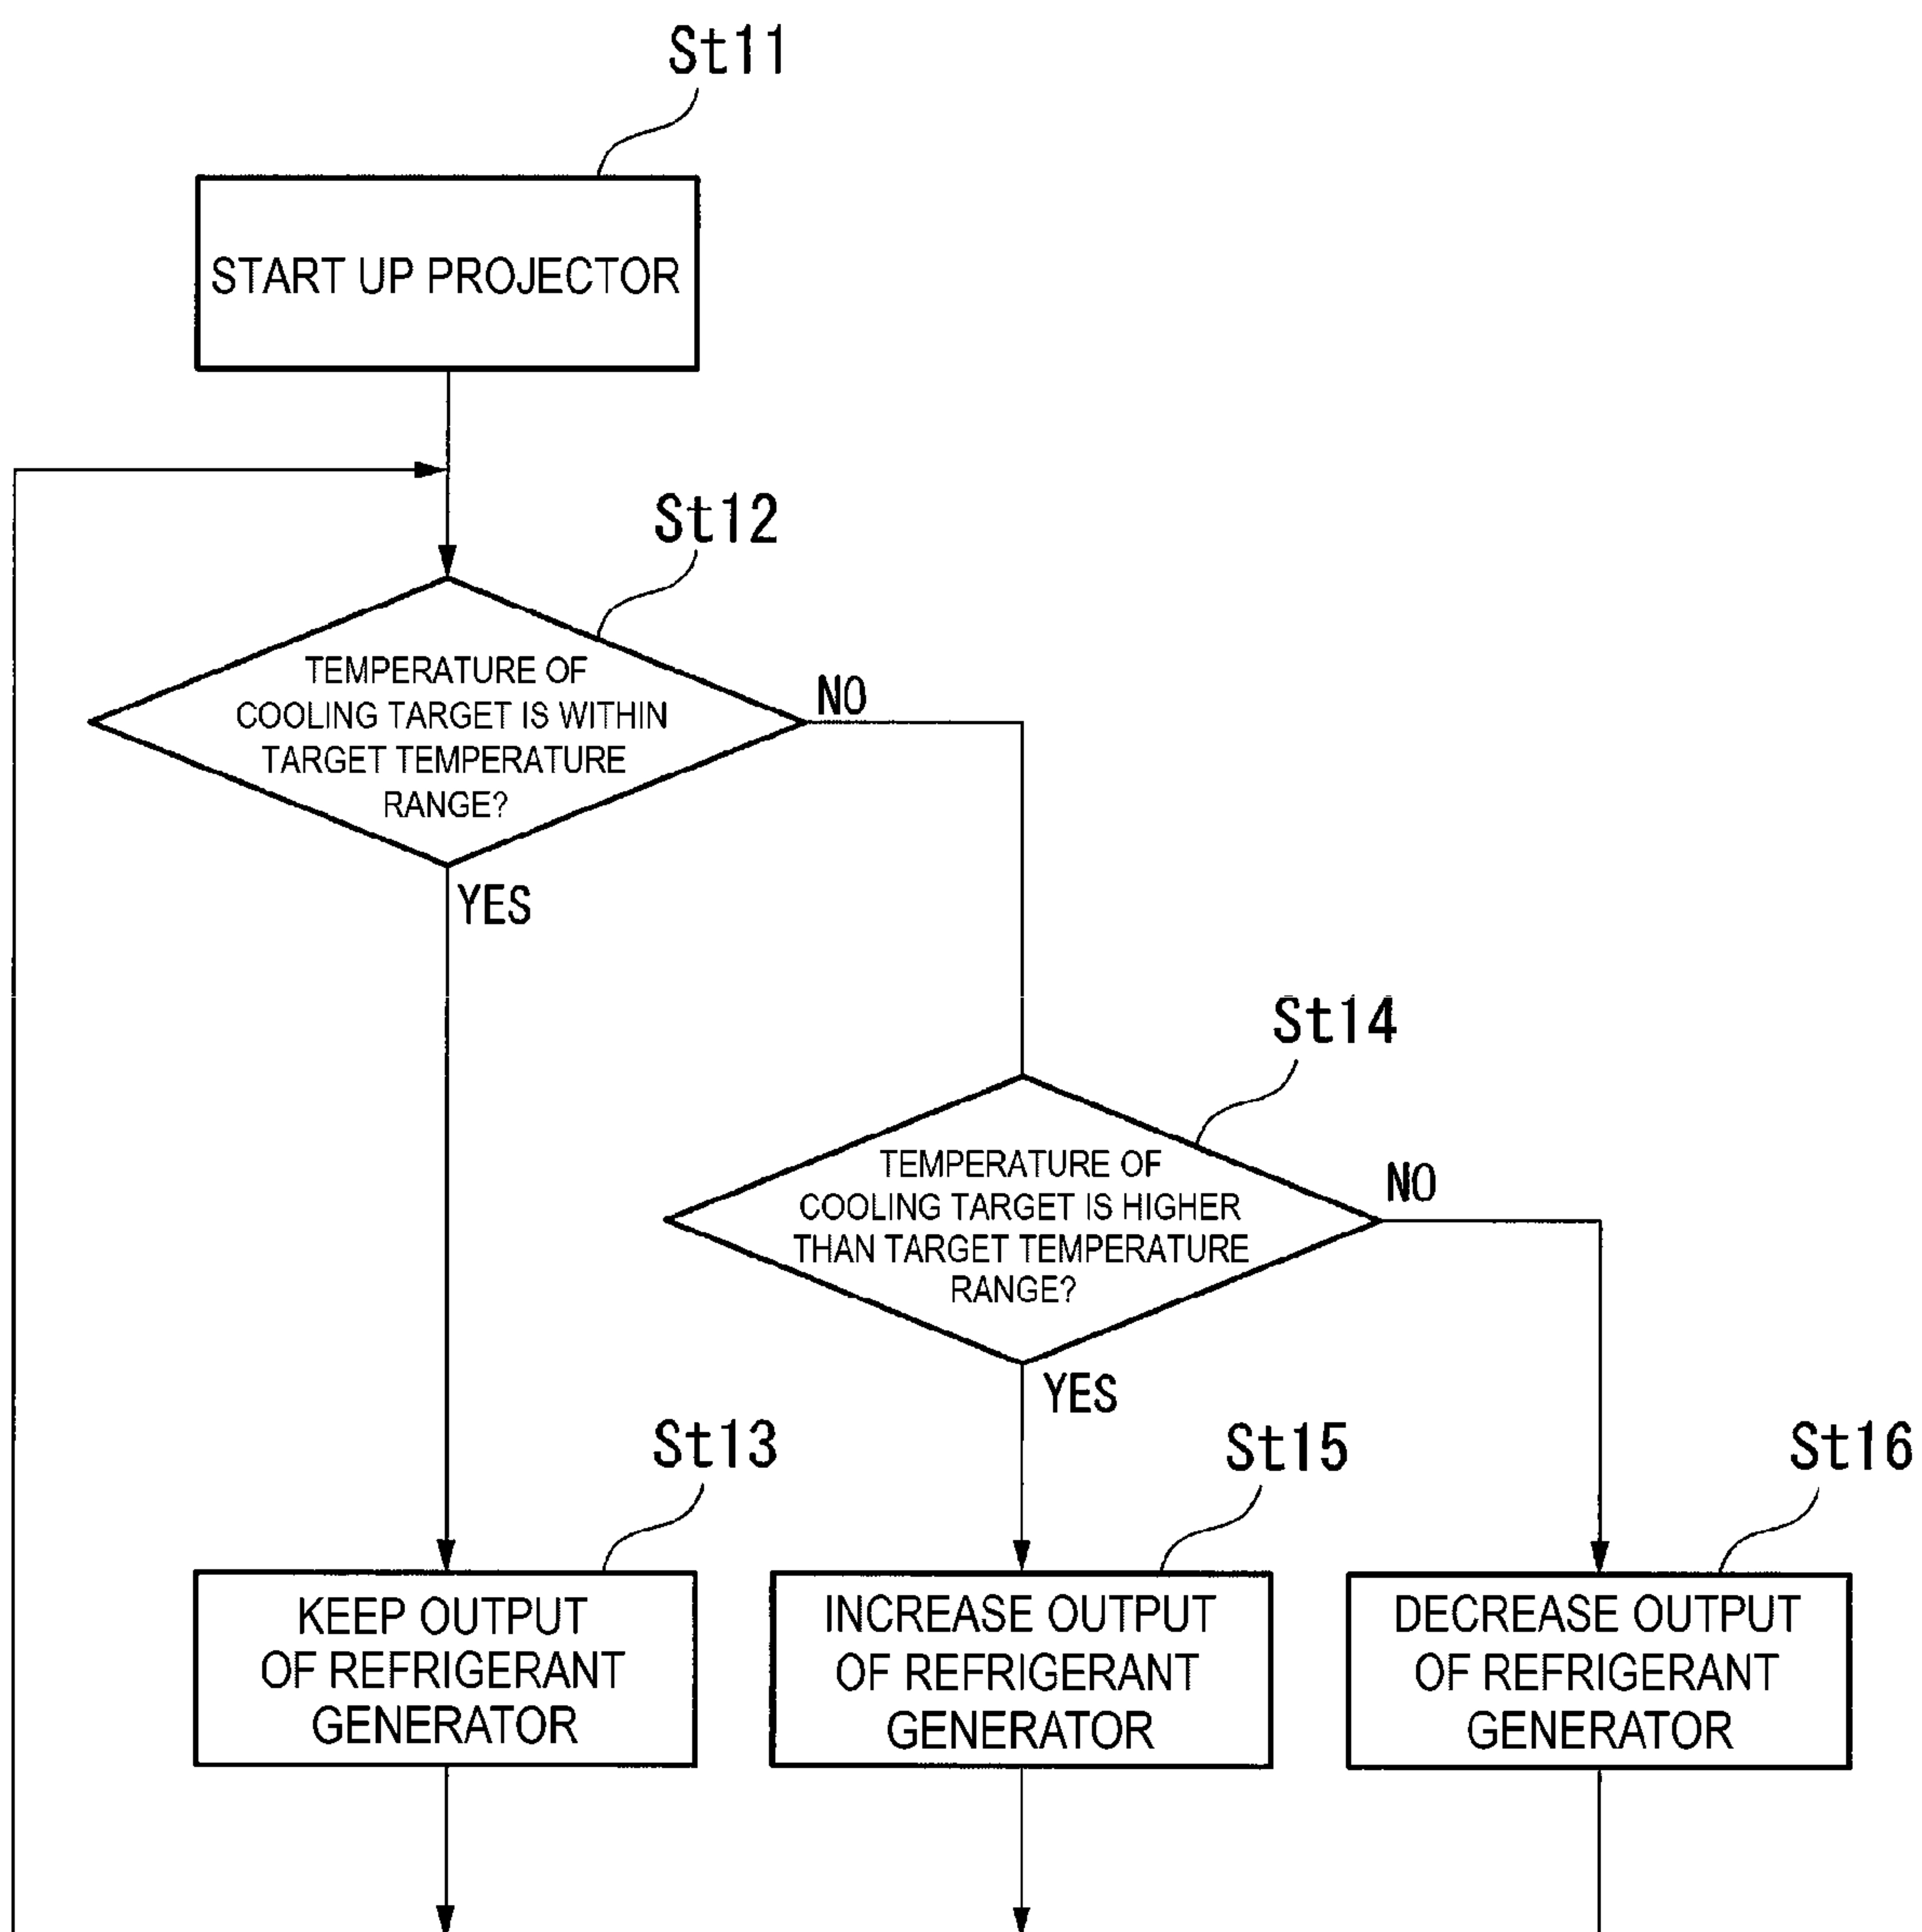 St11
START UP PROJECTOR
St12
TEMPERATURE OF
COOLING TARGET IS WITHIN
TARGET TEMPERATURE
RANGE?
NO
YES
St14
TEMPERATURE OF
COOLING TARGET IS HIGHER
THAN TARGET TEMPERATURE
RANGE?
NO
YES
St13
KEEP OUTPUT
OF REFRIGERANT
GENERATOR
St15
INCREASE OUTPUT
OF REFRIGERANT
GENERATOR
St16
DECREASE OUTPUT
OF REFRIGERANT
GENERATOR